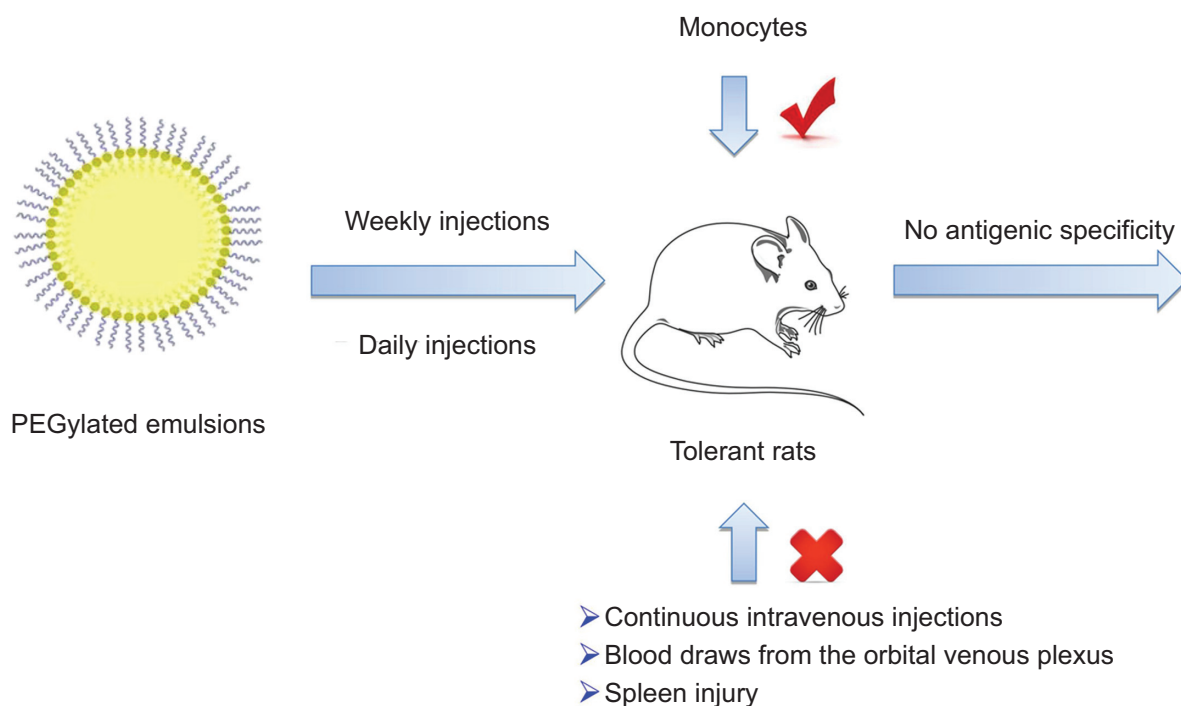 Monocytes
Weekly injections
No antigenic specificity
Daily injections
PEGylated emulsions
Tolerant rats
Continuous intravenous injections
Blood draws from the orbital venous plexus
Spleen injury